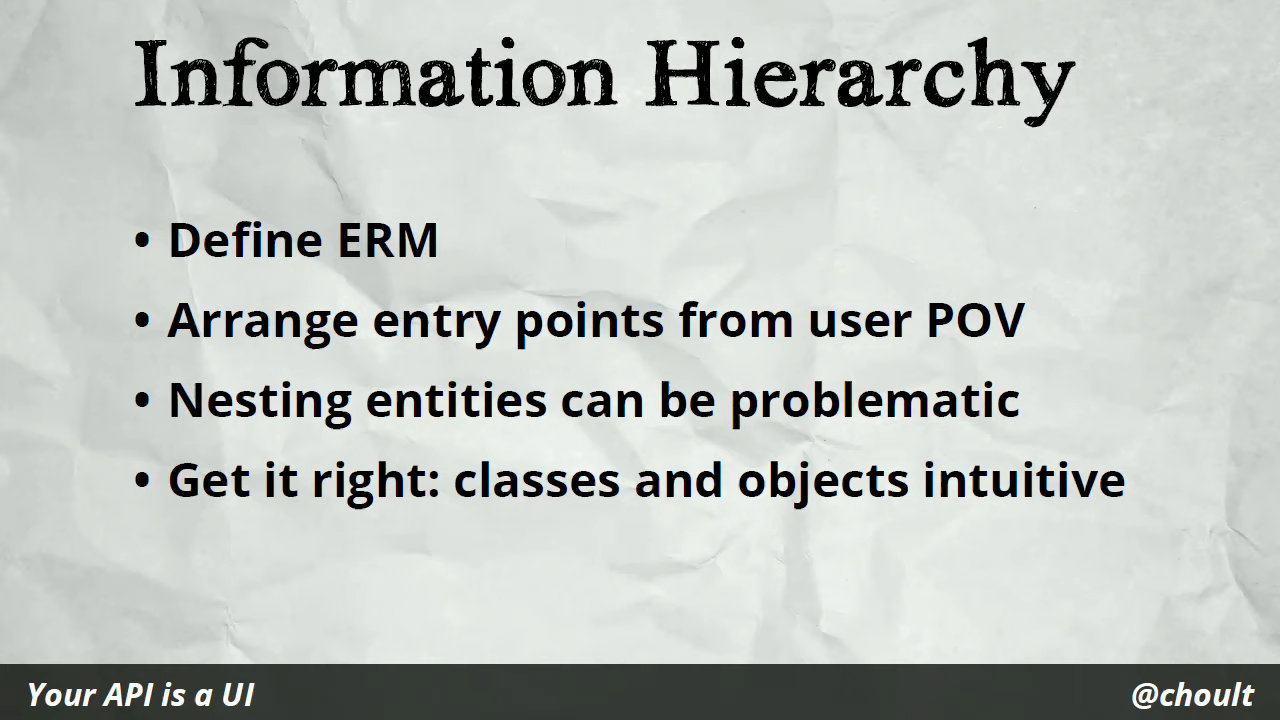 Information Hierarchy
• Define ERM
• Arrange entry points from user POV
• Nesting entities can be problematic
• Get it right: classes and objects intuitive
Your API is a UI
@choult